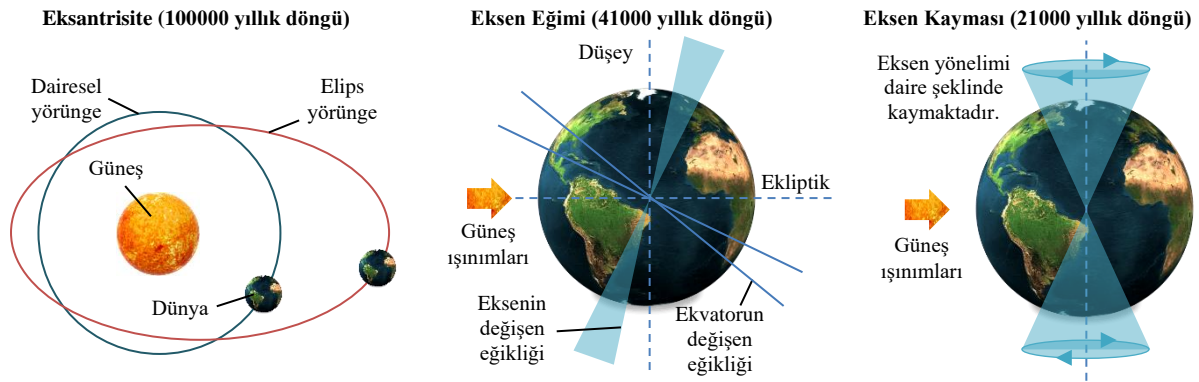 Eksantrisite (100000 yıllık döngü)
Dairesel
yörünge
Elips
yörünge
Güneş
Dünya
Eksen Eğimi (41000 yıllık döngü)
Düşey
Ekliptik
Güneş
ışınımları
Eksenin
değişen
eğikliği
Ekvatorun
değişen
eğikliği
Eksen Kayması (21000 yıllık döngü)
Eksen yönelimi
daire şeklinde
kaymaktadır.
Güneş
ışınımları